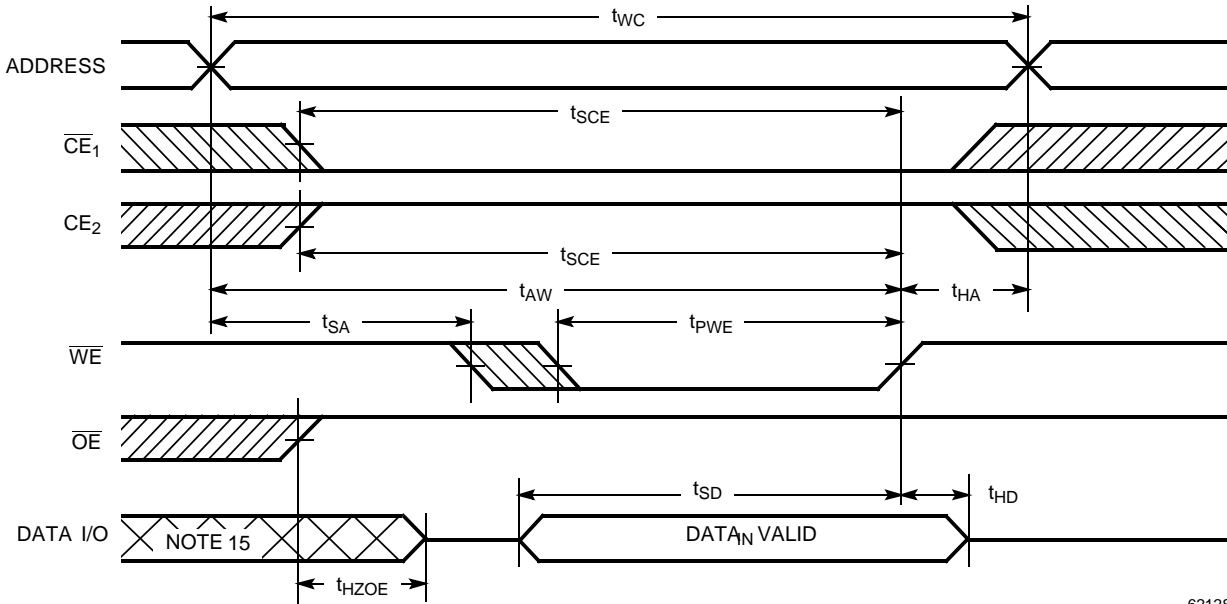 tWC
ADDRESS
tSCE
CE1
CE2
tSCE
tAW
tHA
tSA
tPWE
WE
OE
tSD
tHD
DATA I/O
NOTE 15
DATAIN VALID
tHZOE